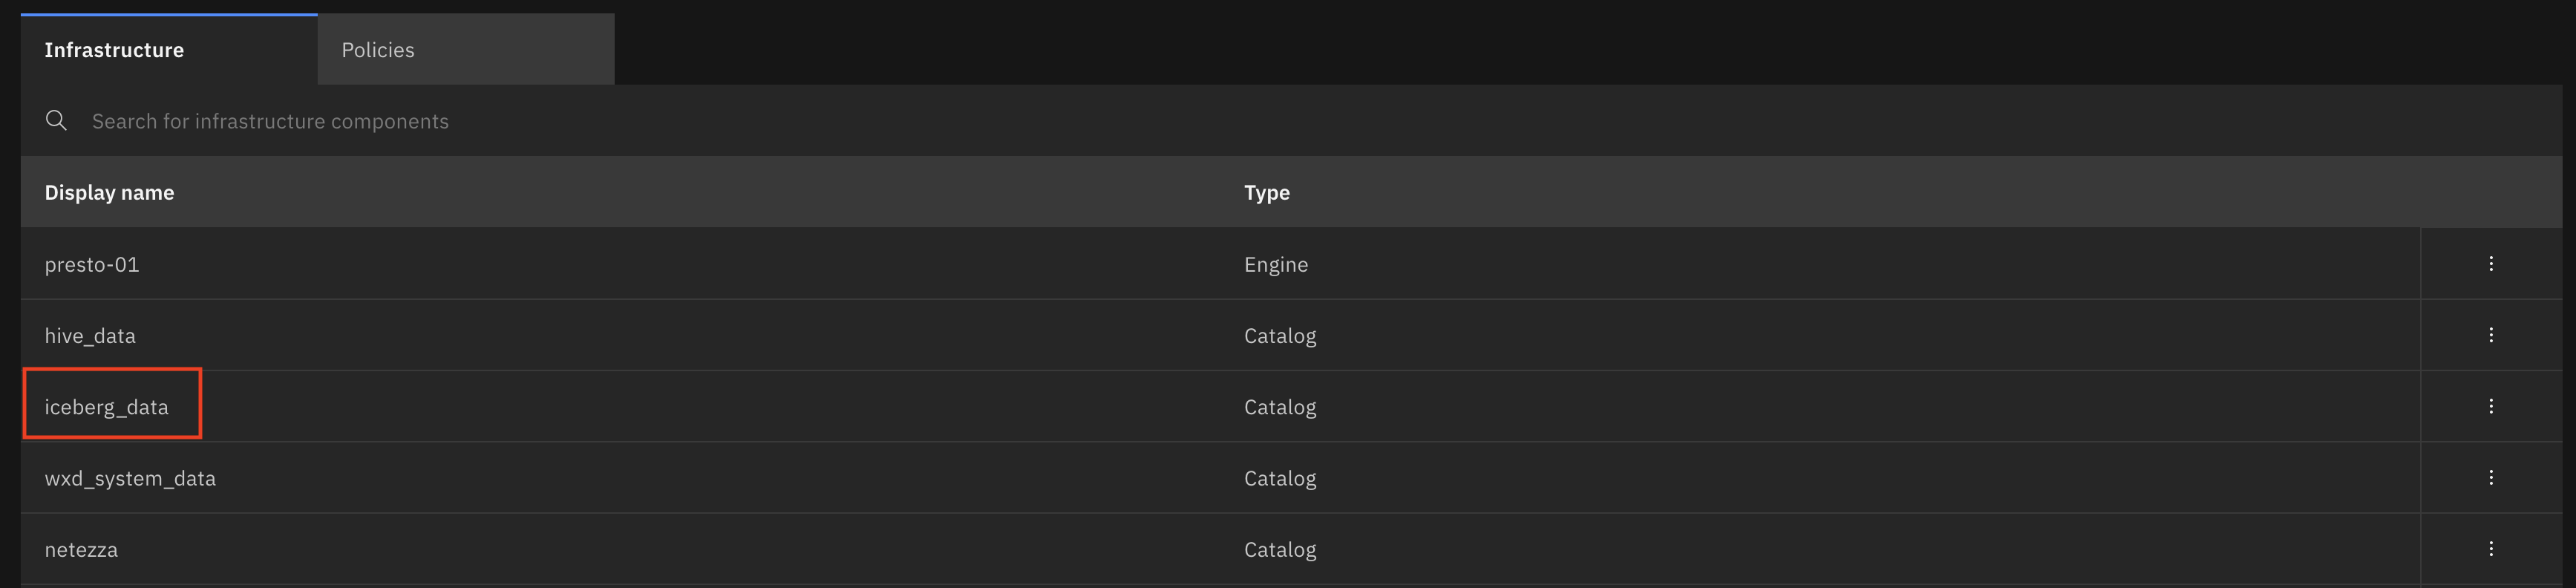 Infrastructure Policies
Search for infrastructure components
Display name Type
presto-01 Engine
hive_data Catalog
iceberg_data Catalog
wxd_system_data Catalog
netezza Catalog